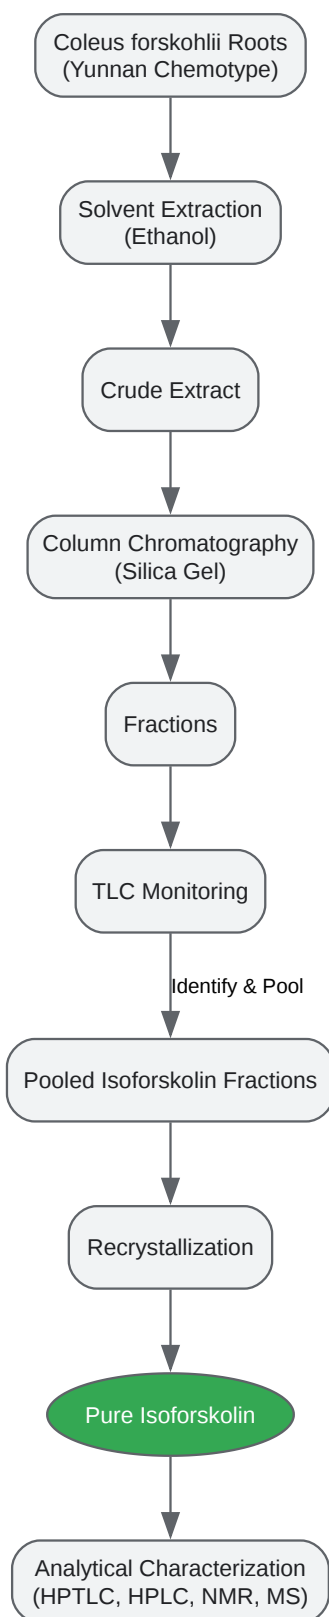 Coleus forskohlii Roots
(Yunnan Chemotype)
Solvent Extraction
(Ethanol)
Crude Extract
Column Chromatography
(Silica Gel)
Fractions
TLC Monitoring
Identify & Pool
Pooled Isoforskolin Fractions
Recrystallization
Pure Isoforskolin
Analytical Characterization
(HPTLC, HPLC, NMR, MS)